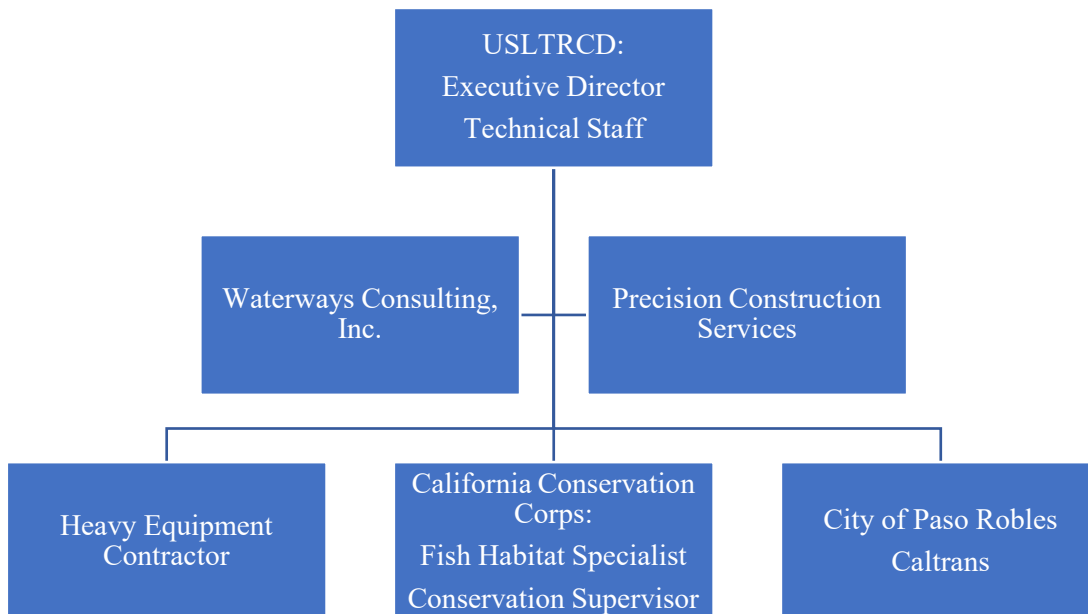 USLTRCD:
Executive Director
Technical Staff
Waterways Consulting,
Inc.
Precision Construction
Services
Heavy Equipment
Contractor
California Conservation
Corps:
Fish Habitat Specialist
Conservation Supervisor
City of Paso Robles
Caltrans